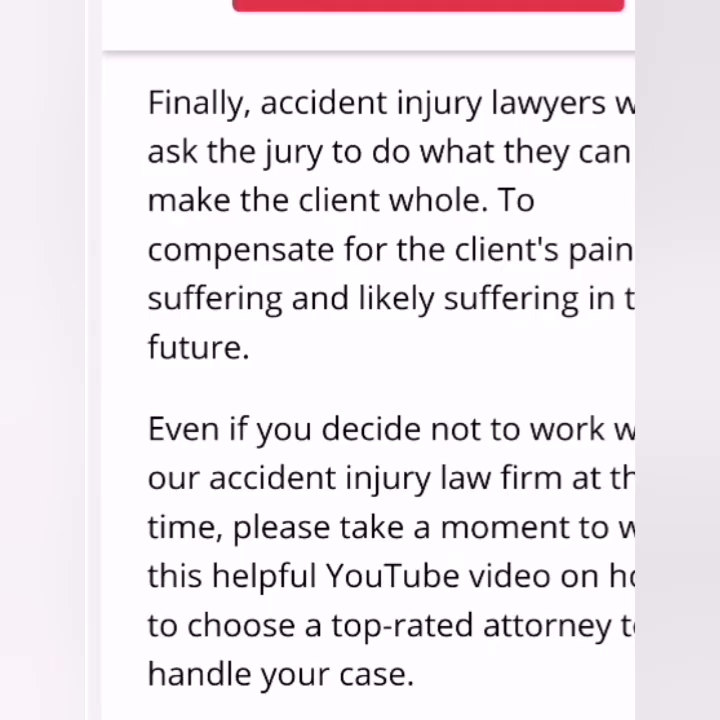 Finally, accident injury lawyers
ask the jury to do what they can
make the client whole. To
compensate for the client's pain
suffering and likely suffering in
future.
Even if you decide not to work
our accident injury law firm at
time, please take a moment to
this helpful YouTube video on
to choose a top-rated attorney
handle your case.